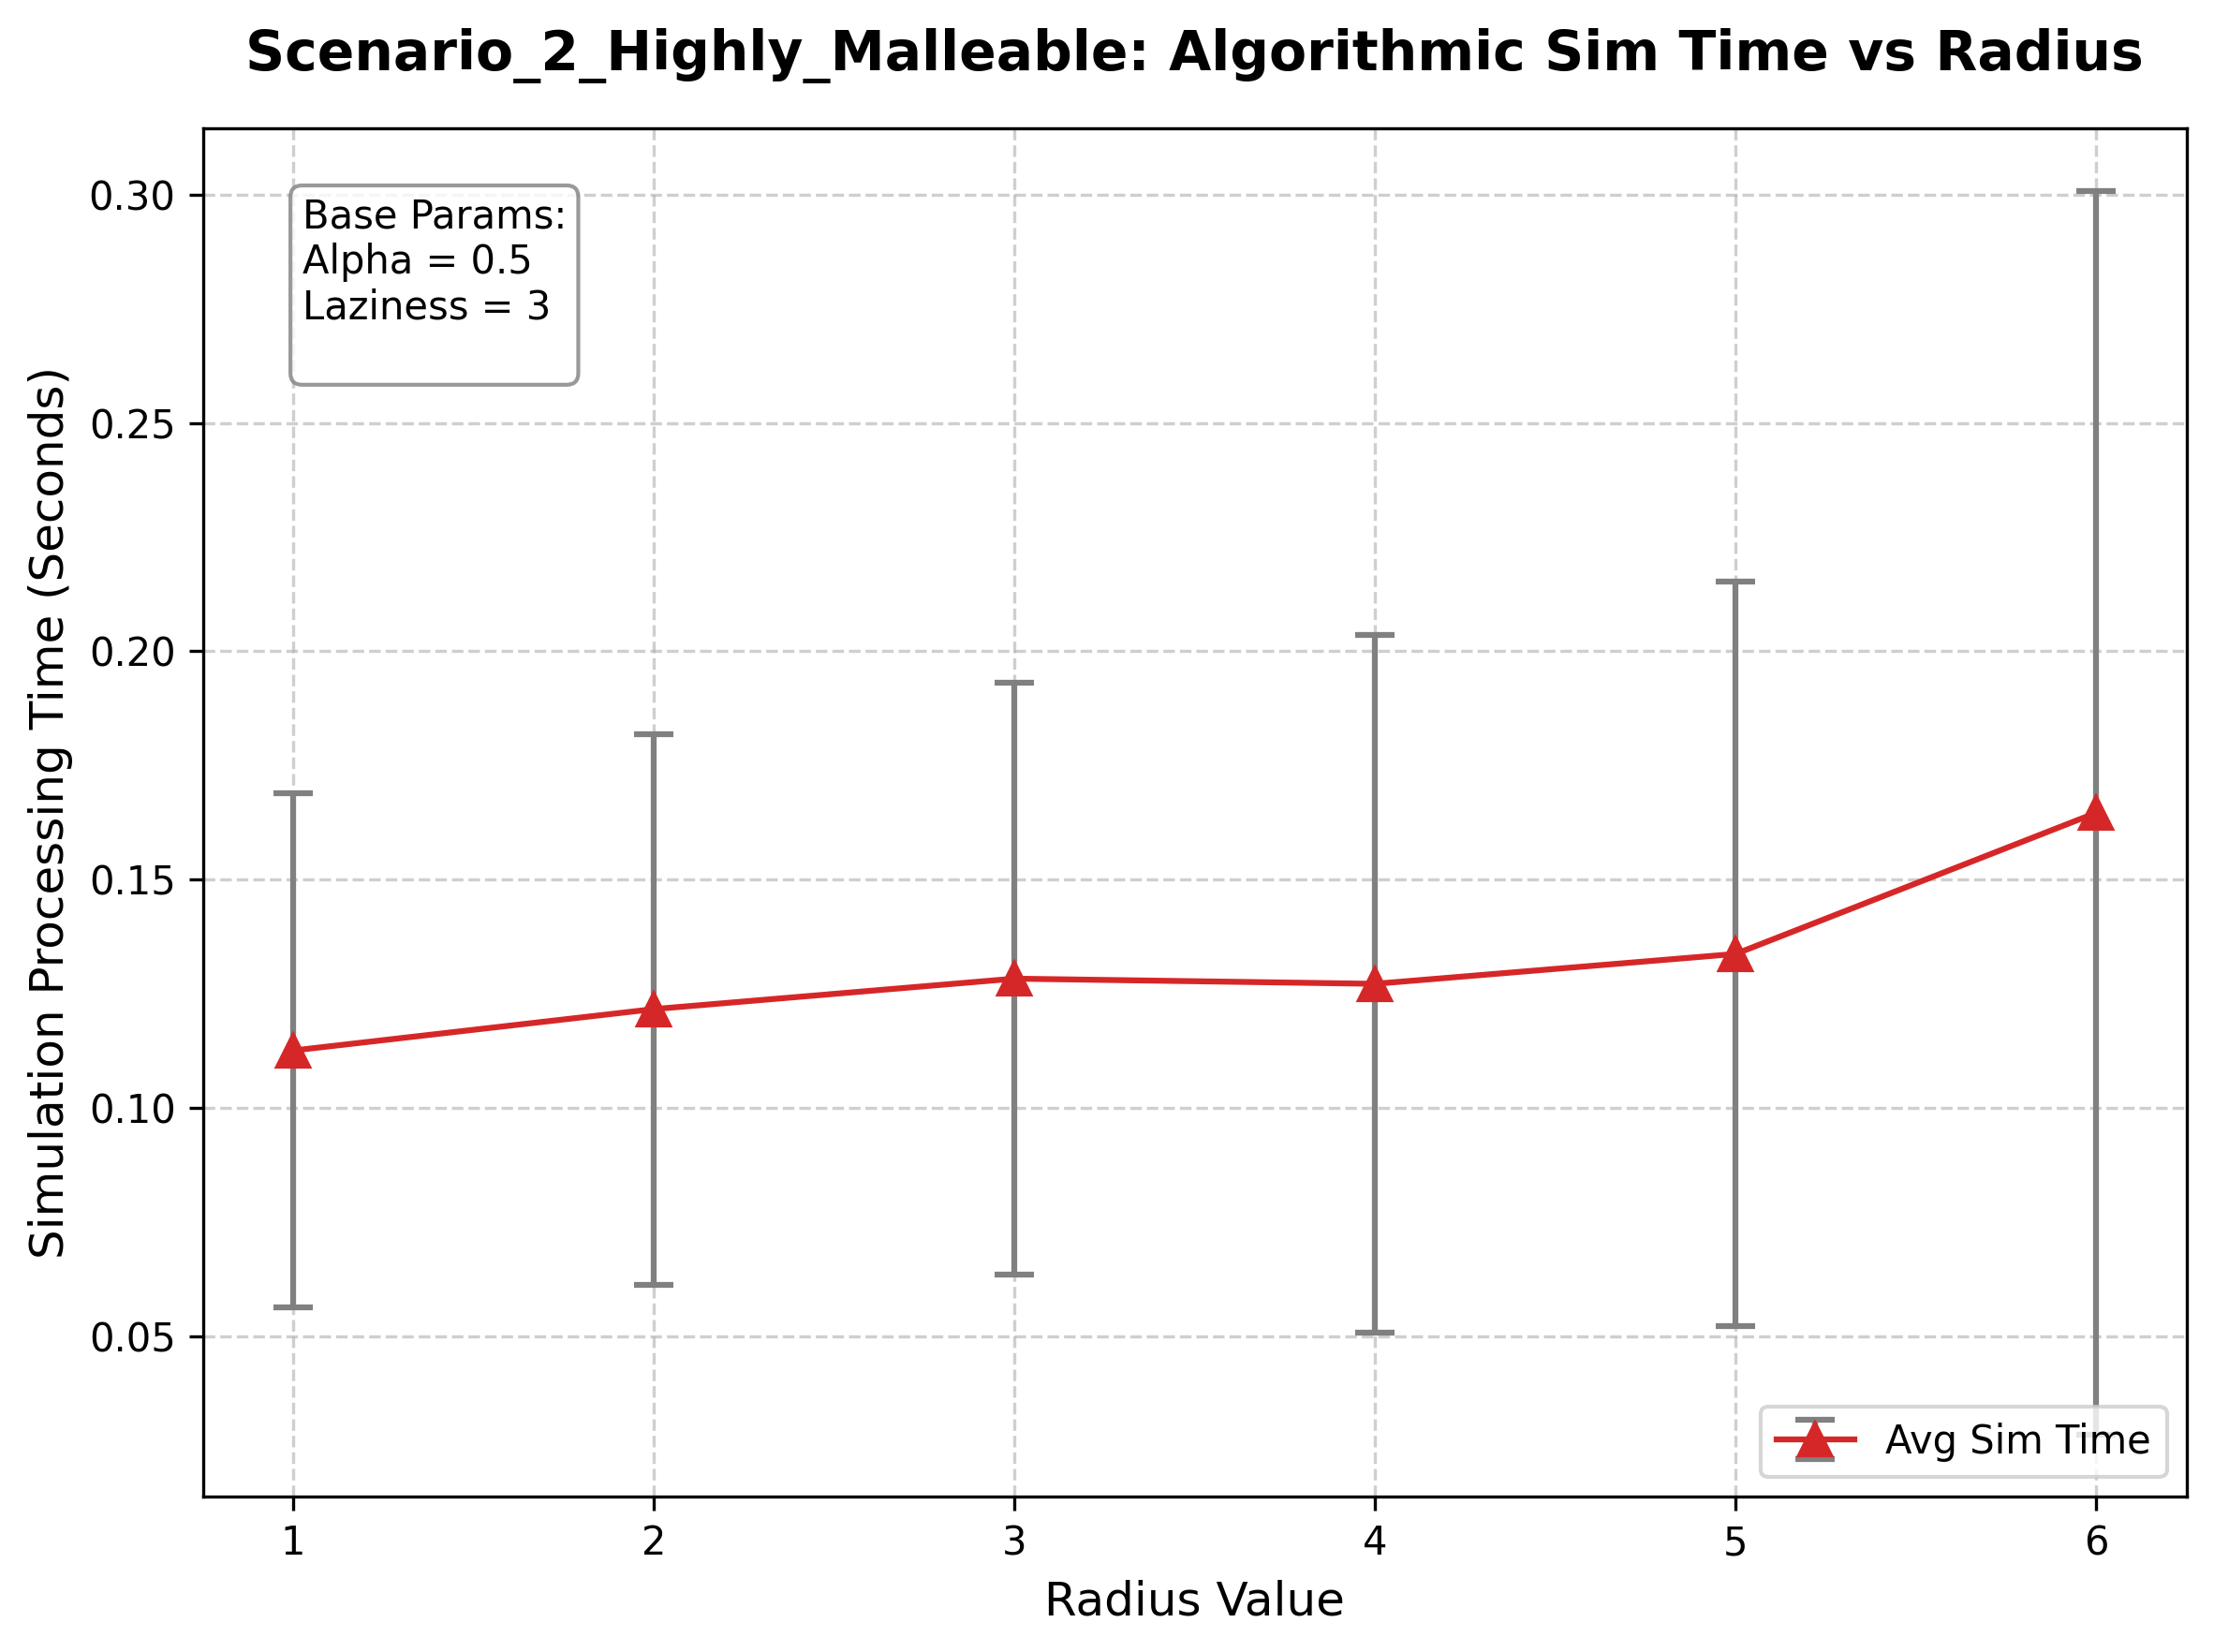 Scenario_2_Highly_Malleable: Algorithmic Sim Time vs Radius
Simulation Processing Time (Seconds)
0.30
0.25
0.20
0.15
0.10
0.05
Base Params:
Alpha = 0.5
Laziness = 3
Avg Sim Time
1 2 3 4 5 6
Radius Value